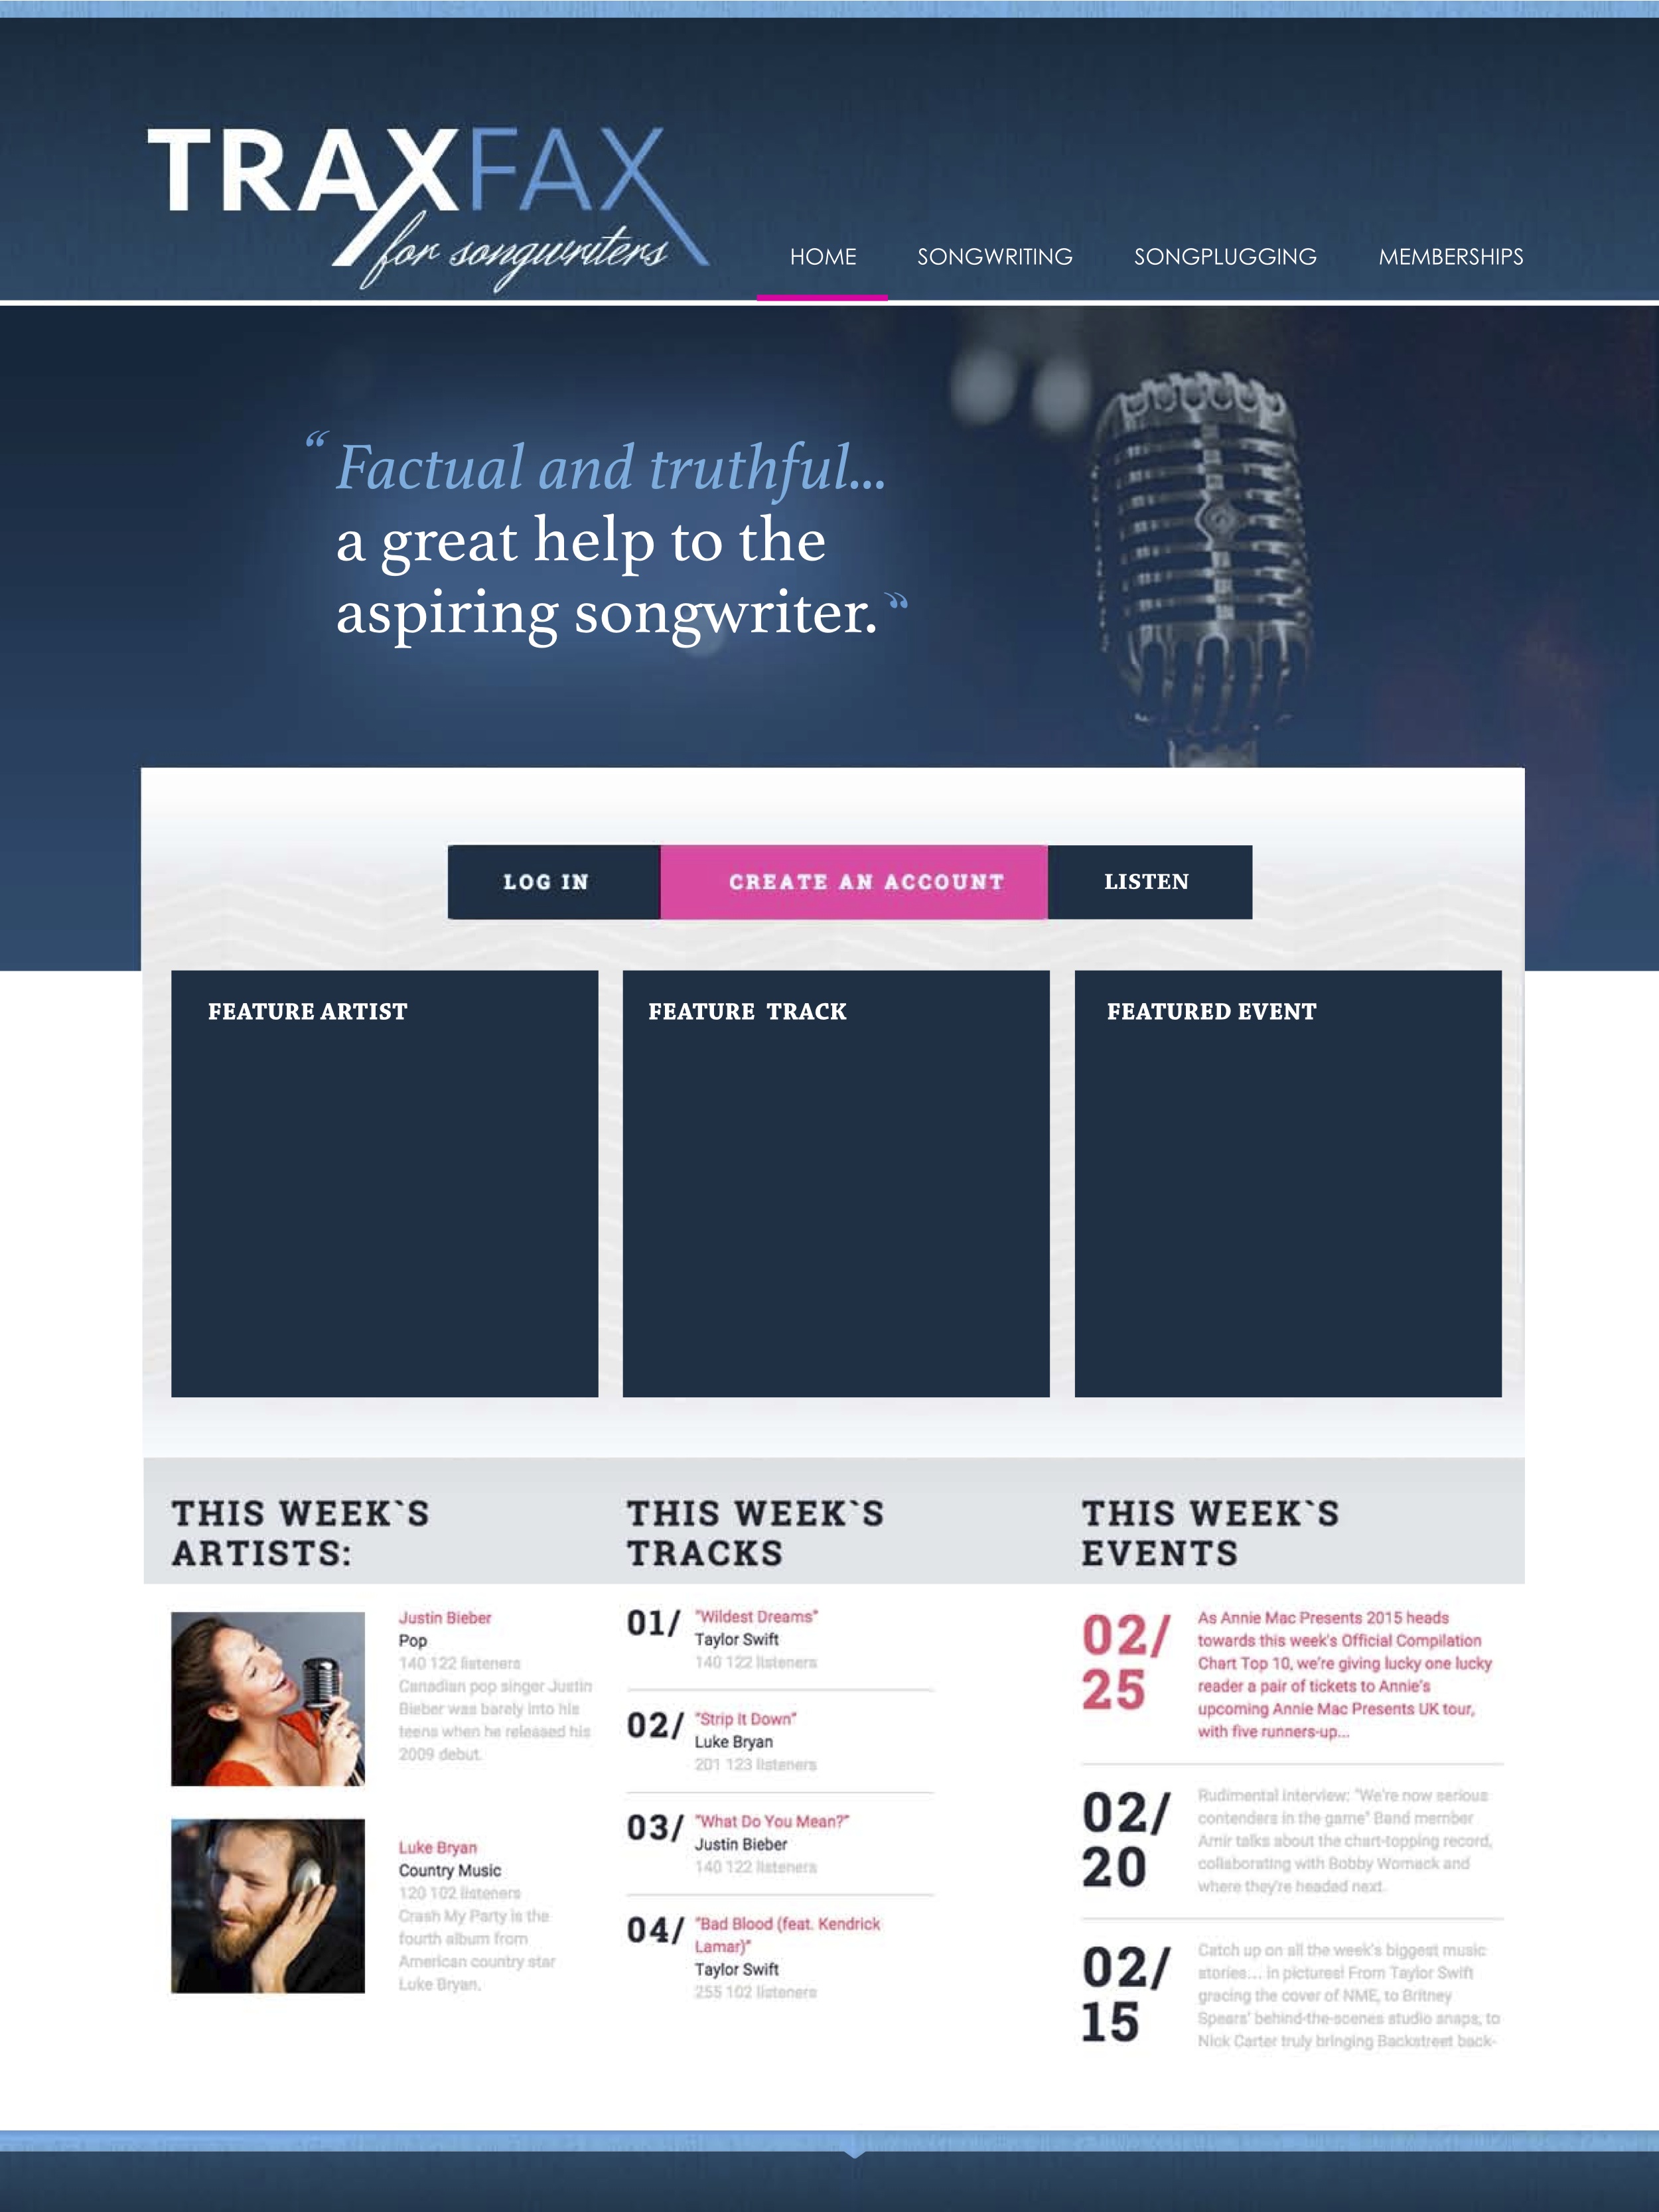 TRAXFAX
for songwriters
HOME SONGWRITING SONGPLUGGING MEMBERSHIPS
“ Factual and truthful...
a great help to the
aspiring songwriter.”
LOG IN CREATE AN ACCOUNT LISTEN
FEATURE ARTIST
FEATURE TRACK
FEATURED EVENT
THIS WEEK`S
ARTISTS:
Justin Bieber
Pop
140 122 listeners
Canadian pop singer Justin
Bieber was barely into his
teens when he released his
2009 debut.
Luke Bryan
Country Music
120 102 listeners
Crash My Party is the
fourth album from
American country star
Luke Bryan.
THIS WEEK`S
TRACKS
01/ "Wildest Dreams"
Taylor Swift
140 122 listeners
02/ "Strip It Down"
Luke Bryan
201 123 listeners
03/ "What Do You Mean?"
Justin Bieber
140 122 listeners
04/ "Bad Blood (feat. Kendrick
Lamar)"
Taylor Swift
255 102 listeners
THIS WEEK`S
EVENTS
02/
25
As Annie Mac Presents 2015 heads
towards this week's Official Compilation
Chart Top 10, we're giving lucky one lucky
reader a pair of tickets to Annie's
upcoming Annie Mac Presents UK tour,
with five runners-up...
02/
20
Rudimental interview: "We're now serious
contenders in the game" Band member
Amir talks about the chart-topping record,
collaborating with Bobby Womack and
where they're headed next.
02/
15
Catch up on all the week's biggest music
stories... in pictures! From Taylor Swift
gracing the cover of NME, to Britney
Spears' behind-the-scenes studio snaps, to
Nick Carter truly bringing Backstreet back-